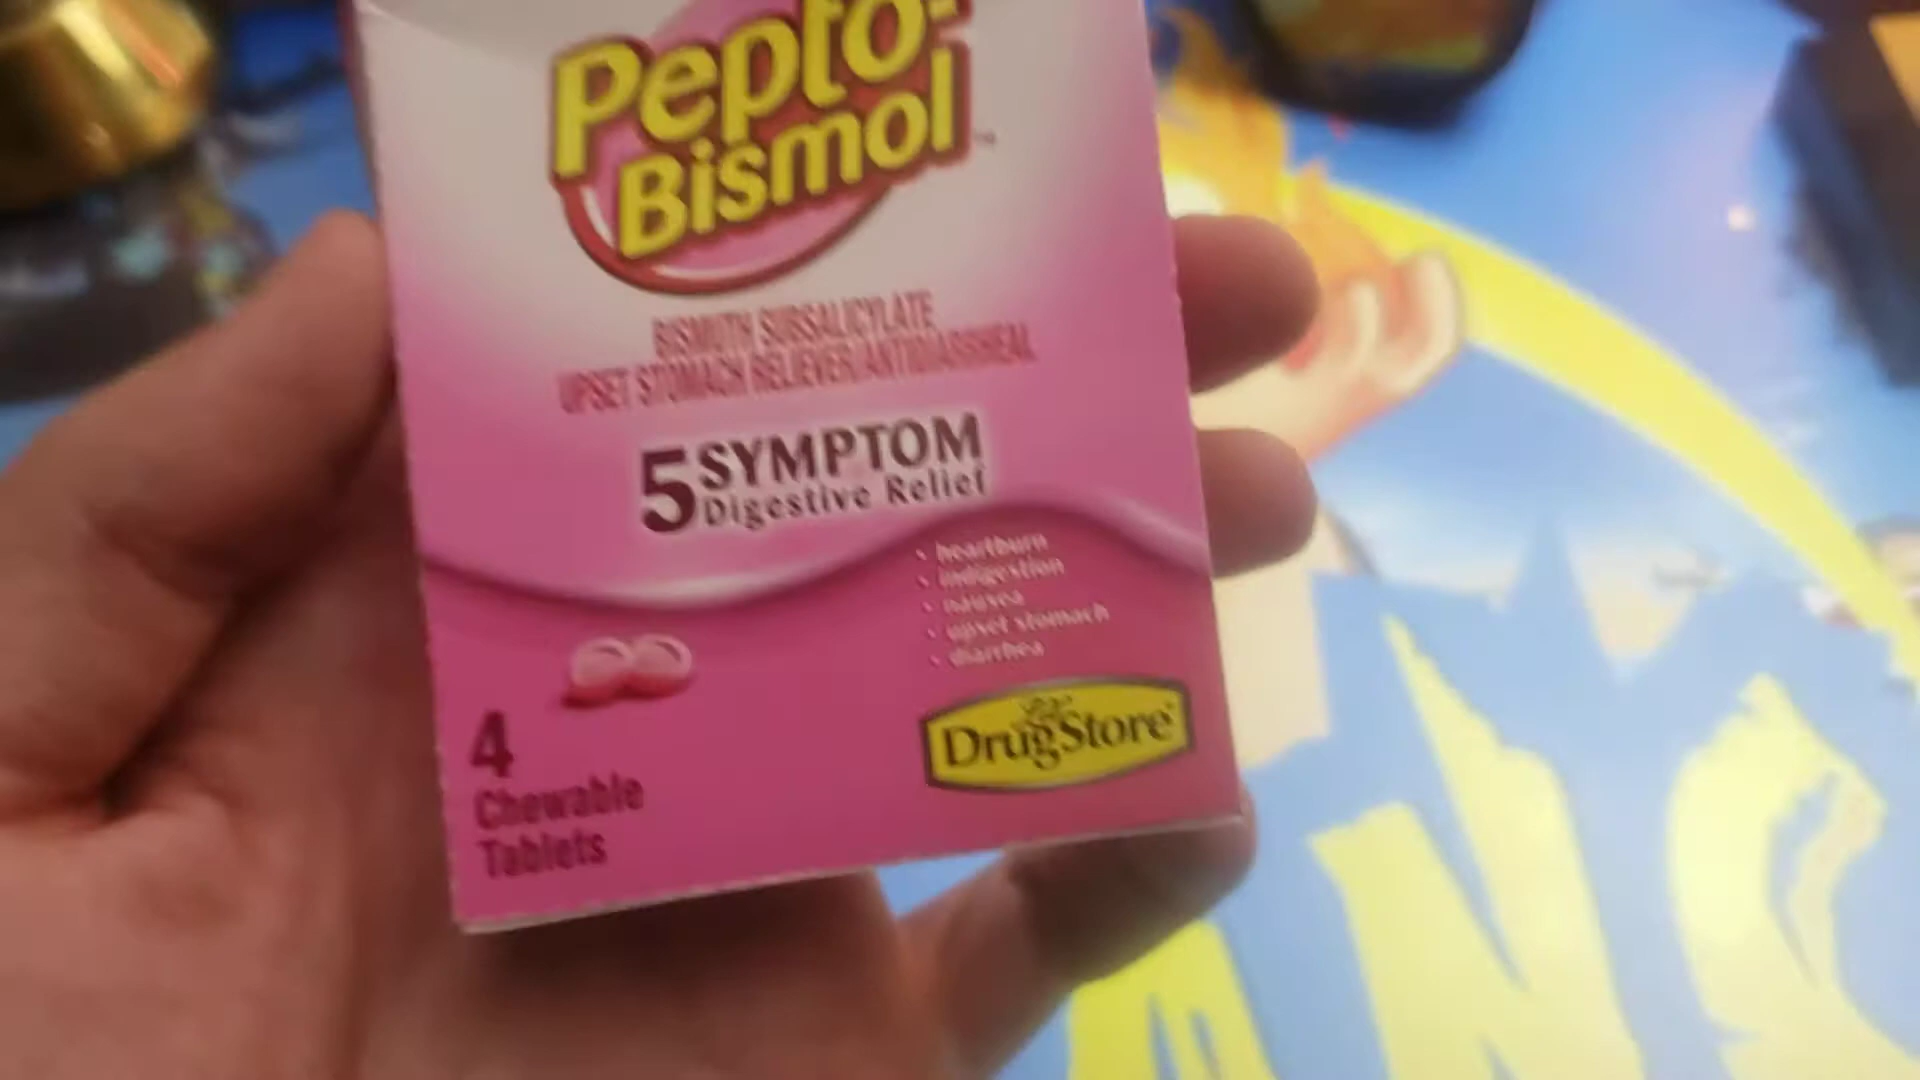 Pepto-
Bismol™
BISMUTH SUBSALICYLATE
UPSET STOMACH RELIEVER/ANTIDIARRHEAL
5 SYMPTOM
Digestive Relief
• heartburn
• indigestion
• nausea
• upset stomach
• diarrhea
4
Chewable
Tablets
DrugStore